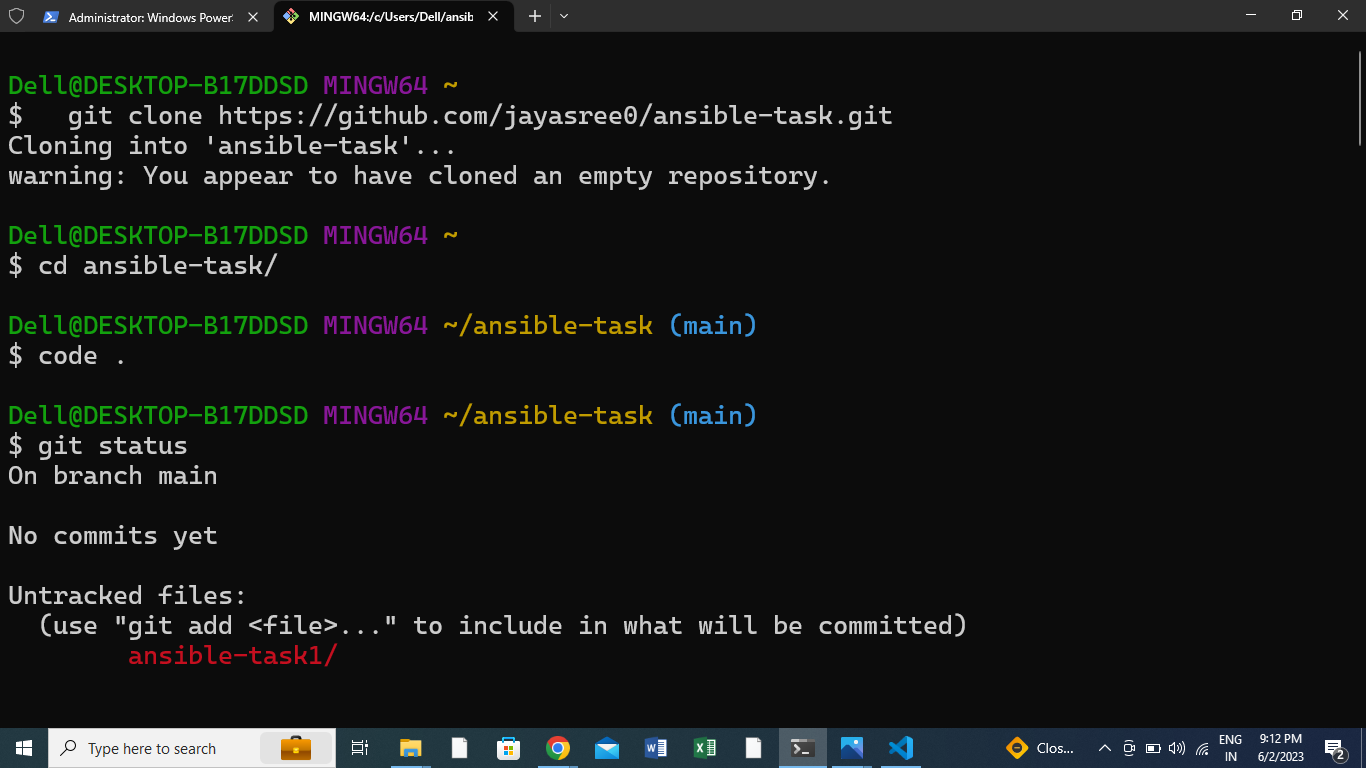 Administrator: Windows Power
MINGW64:/c/Users/Dell/ansib
Dell@DESKTOP-B17DDSD MINGW64 ~
$   git clone https://github.com/jayasree0/ansible-task.git
Cloning into 'ansible-task'...
warning: You appear to have cloned an empty repository.
Dell@DESKTOP-B17DDSD MINGW64 ~
$ cd ansible-task/
Dell@DESKTOP-B17DDSD MINGW64 ~/ansible-task (main)
$ code .
Dell@DESKTOP-B17DDSD MINGW64 ~/ansible-task (main)
$ git status
On branch main
No commits yet
Untracked files:
  (use "git add <file>..." to include in what will be committed)
        ansible-task1/
Type here to search
Clos...
ENG
IN
9:12 PM
6/2/2023
2